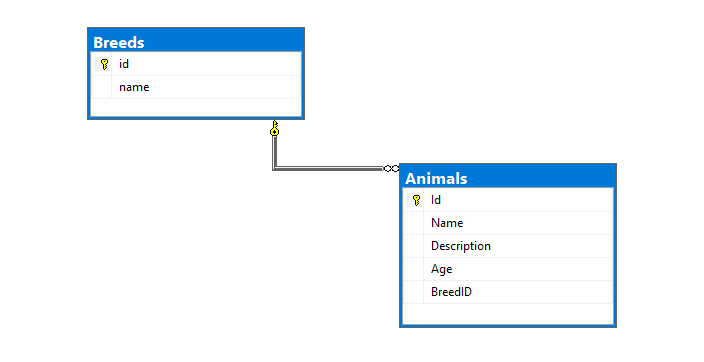 Breeds
id
name
Animals
Id
Name
Description
Age
BreedID